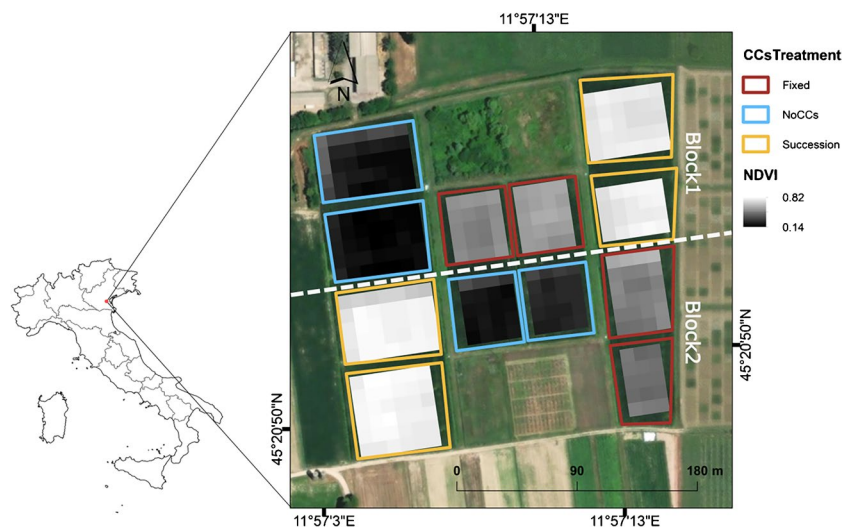 11°57'13"E
CCsTreatment
Fixed
NoCCs
Succession
NDVI
0.82
0.14
N
Block1
Block2
45°20'50"N
45°20'50"N
0 90 180 m
11°57'3"E
11°57'13"E